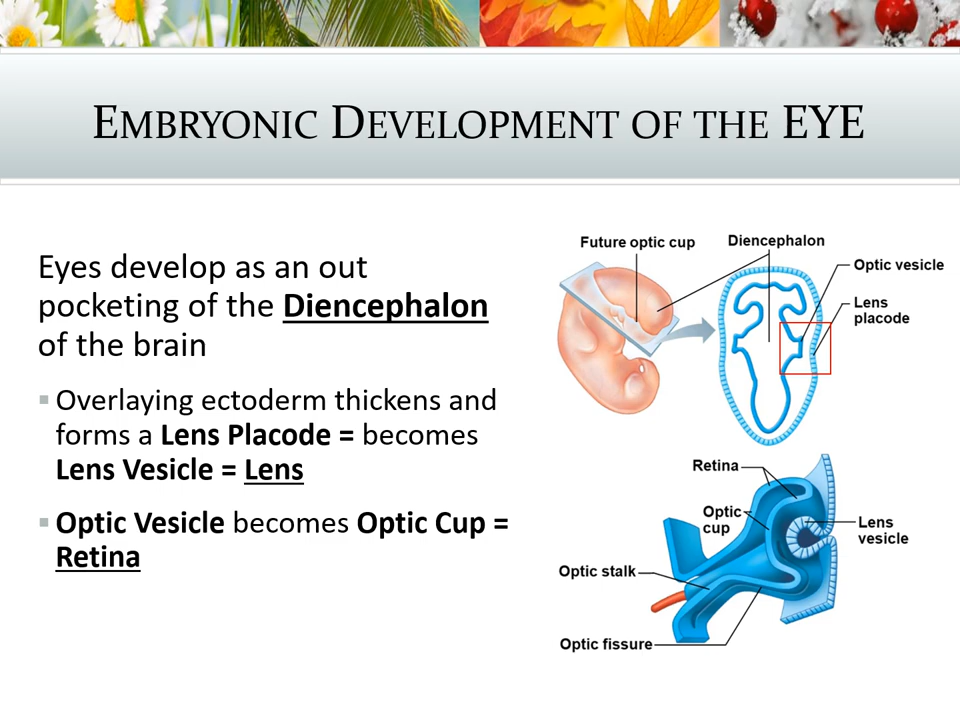 EMBRYONIC DEVELOPMENT OF THE EYE
Eyes develop as an out
pocketing of the Diencephalon
of the brain
▪ Overlaying ectoderm thickens and
forms a Lens Placode = becomes
Lens Vesicle = Lens
▪ Optic Vesicle becomes Optic Cup =
Retina
Future optic cup
Diencephalon
Optic vesicle
Lens
placode
Retina
Optic
cup
Lens
vesicle
Optic stalk
Optic fissure